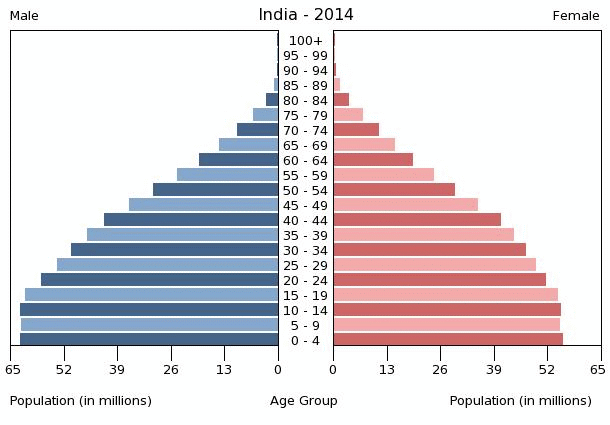 Male India - 2014 Female
100+
95 - 99
90 - 94
85 - 89
80 - 84
75 - 79
70 - 74
65 - 69
60 - 64
55 - 59
50 - 54
45 - 49
40 - 44
35 - 39
30 - 34
25 - 29
20 - 24
15 - 19
10 - 14
5 - 9
0 - 4
65 52 39 26 13 0 0 13 26 39 52 65
Population (in millions) Age Group Population (in millions)